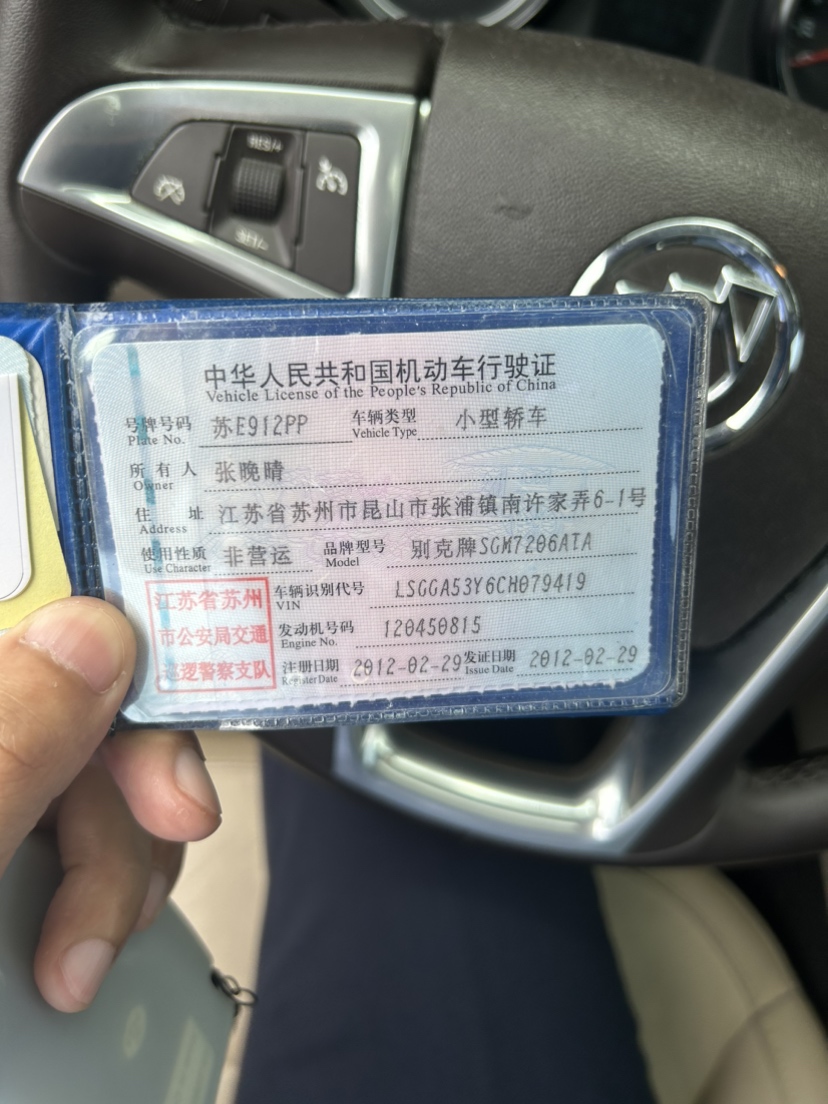 RES/+
SET/-
中华人民共和国机动车行驶证
Vehicle License of the People's Republic of China
号牌号码 苏E912PP 车辆类型 小型轿车
Plate No. Vehicle Type
所有人 张晚晴
Owner
住址 江苏省苏州市昆山市张浦镇南许家弄6-1号
Address
使用性质 非营运 品牌型号 别克牌SGM7206ATA
Use Character Model
江苏省苏州 车辆识别代号 LSGGA53Y6CH079419
VIN
市公安局交通 发动机号码 120450815
Engine No.
巡逻警察支队 注册日期 2012-02-29 发证日期 2012-02-29
Register Date Issue Date